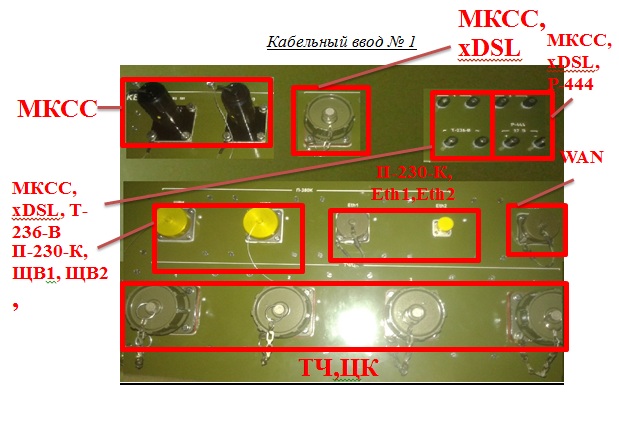 Кабельный ввод № 1
МКСС,
xDSL
МКСС,
xDSL,
Р-444
МКСС
Т-236-В
Р-444
П-230-К,
Eth1,Eth2
WAN
МКСС,
xDSL, Т-
236-В
П-230-К,
ЩВ1, ЩВ2
,
Eth1
Eth2
ТЧ,ЦК